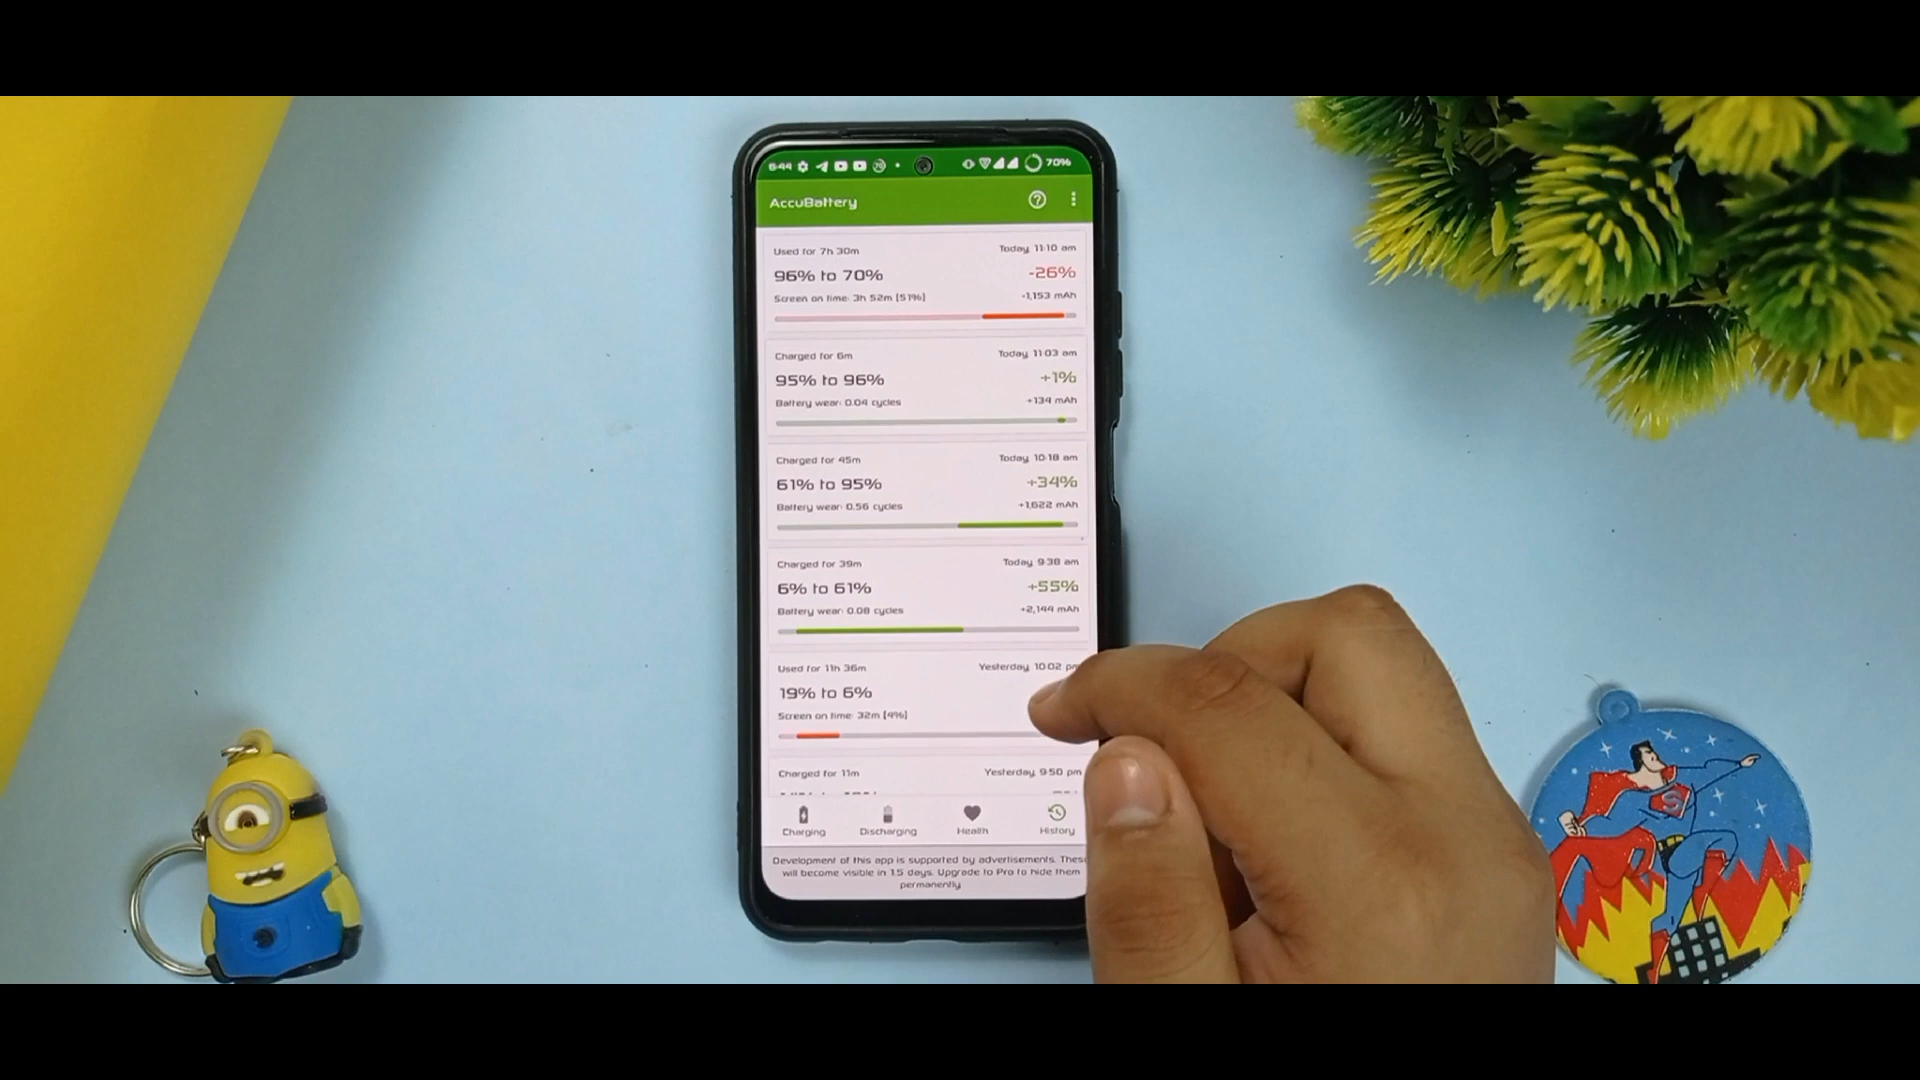 6:44 70%
AccuBattery
Used for 7h 30m Today, 11:10 am
96% to 70% -26%
Screen on time: 3h 52m [51%] -1,153 mAh
Charged for 6m Today, 11:03 am
95% to 96% +1%
Battery wear: 0.04 cycles +134 mAh
Charged for 45m Today, 10:18 am
61% to 95% +34%
Battery wear: 0.56 cycles +1,622 mAh
Charged for 39m Today, 9:38 am
6% to 61% +55%
Battery wear: 0.08 cycles +2,144 mAh
Used for 11h 36m Yesterday, 10:02 pm
19% to 6%
Screen on time: 32m [4%]
Charged for 11m Yesterday, 9:50 pm
Charging Discharging Health History
Development of this app is supported by advertisements. These
will become visible in 1.5 days. Upgrade to Pro to hide them
permanently.
S